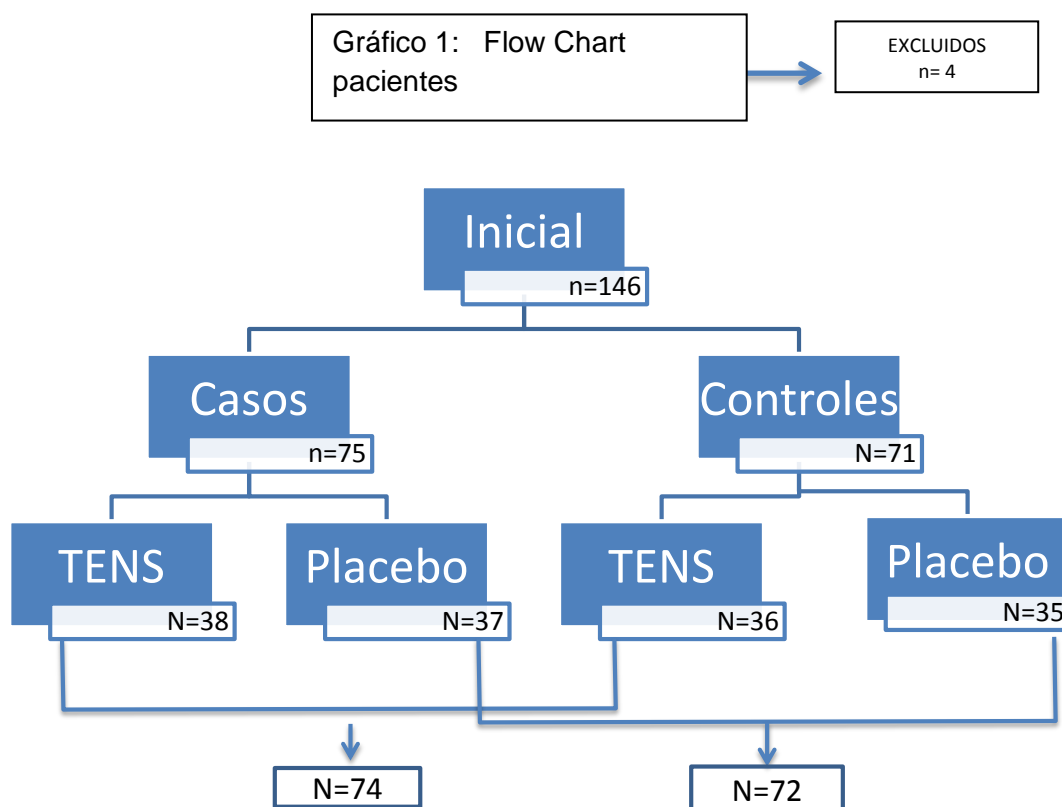 Gráfico 1: Flow Chart
pacientes
EXCLUIDOS
n= 4
Inicial
n=146
Casos
n=75
Controles
N=71
TENS
N=38
Placebo
N=37
TENS
N=36
Placebo
N=35
N=74
N=72